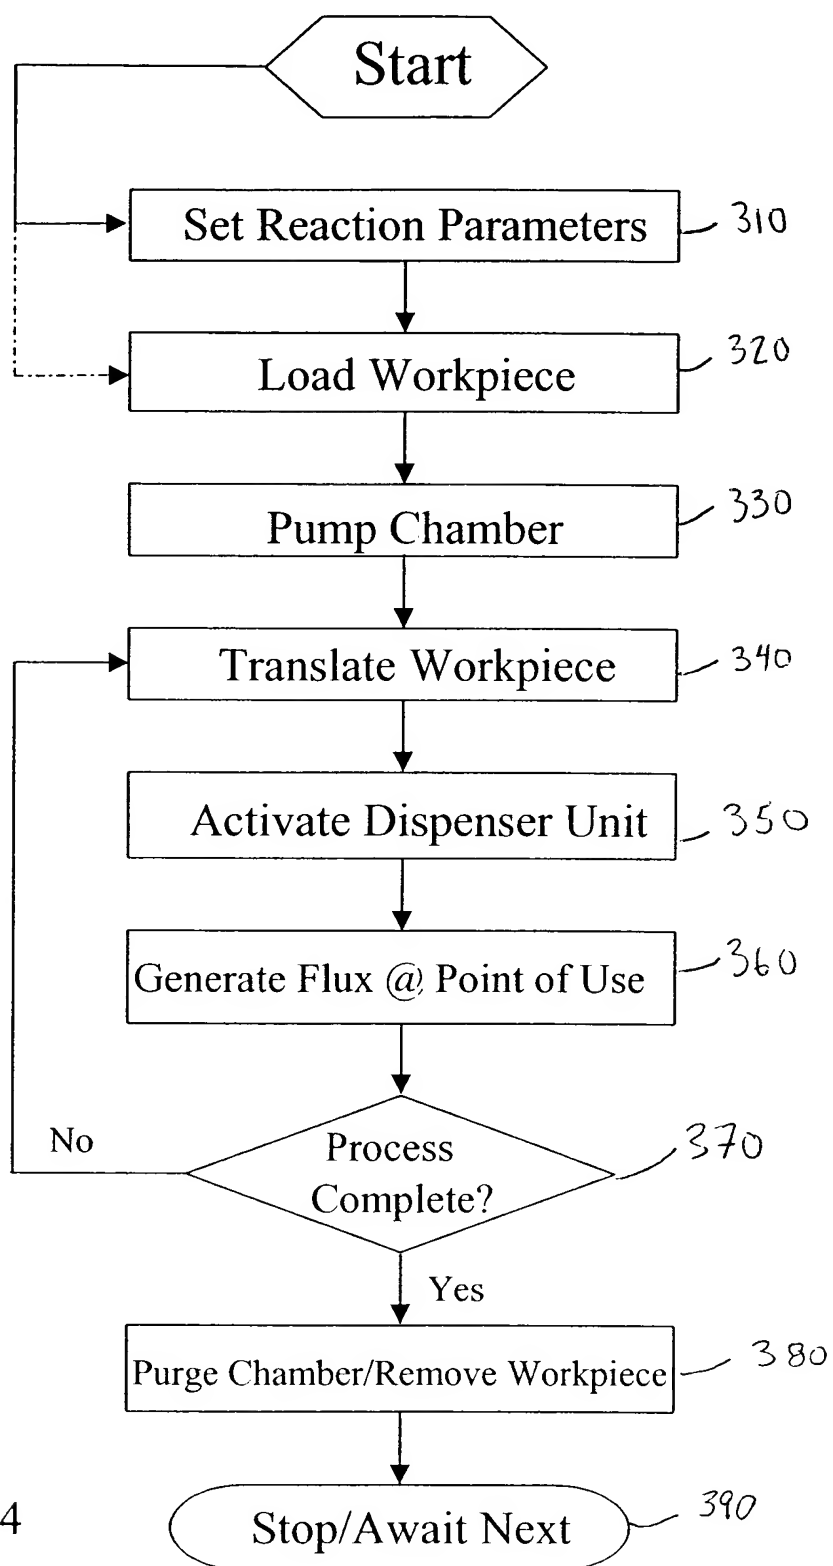 Start
Set Reaction Parameters 310
Load Workpiece 320
Pump Chamber 330
Translate Workpiece 340
Activate Dispenser Unit 350
Generate Flux @ Point of Use 360
No
Process
Complete?
370
Yes
Purge Chamber/Remove Workpiece 380
4
Stop/Await Next 390